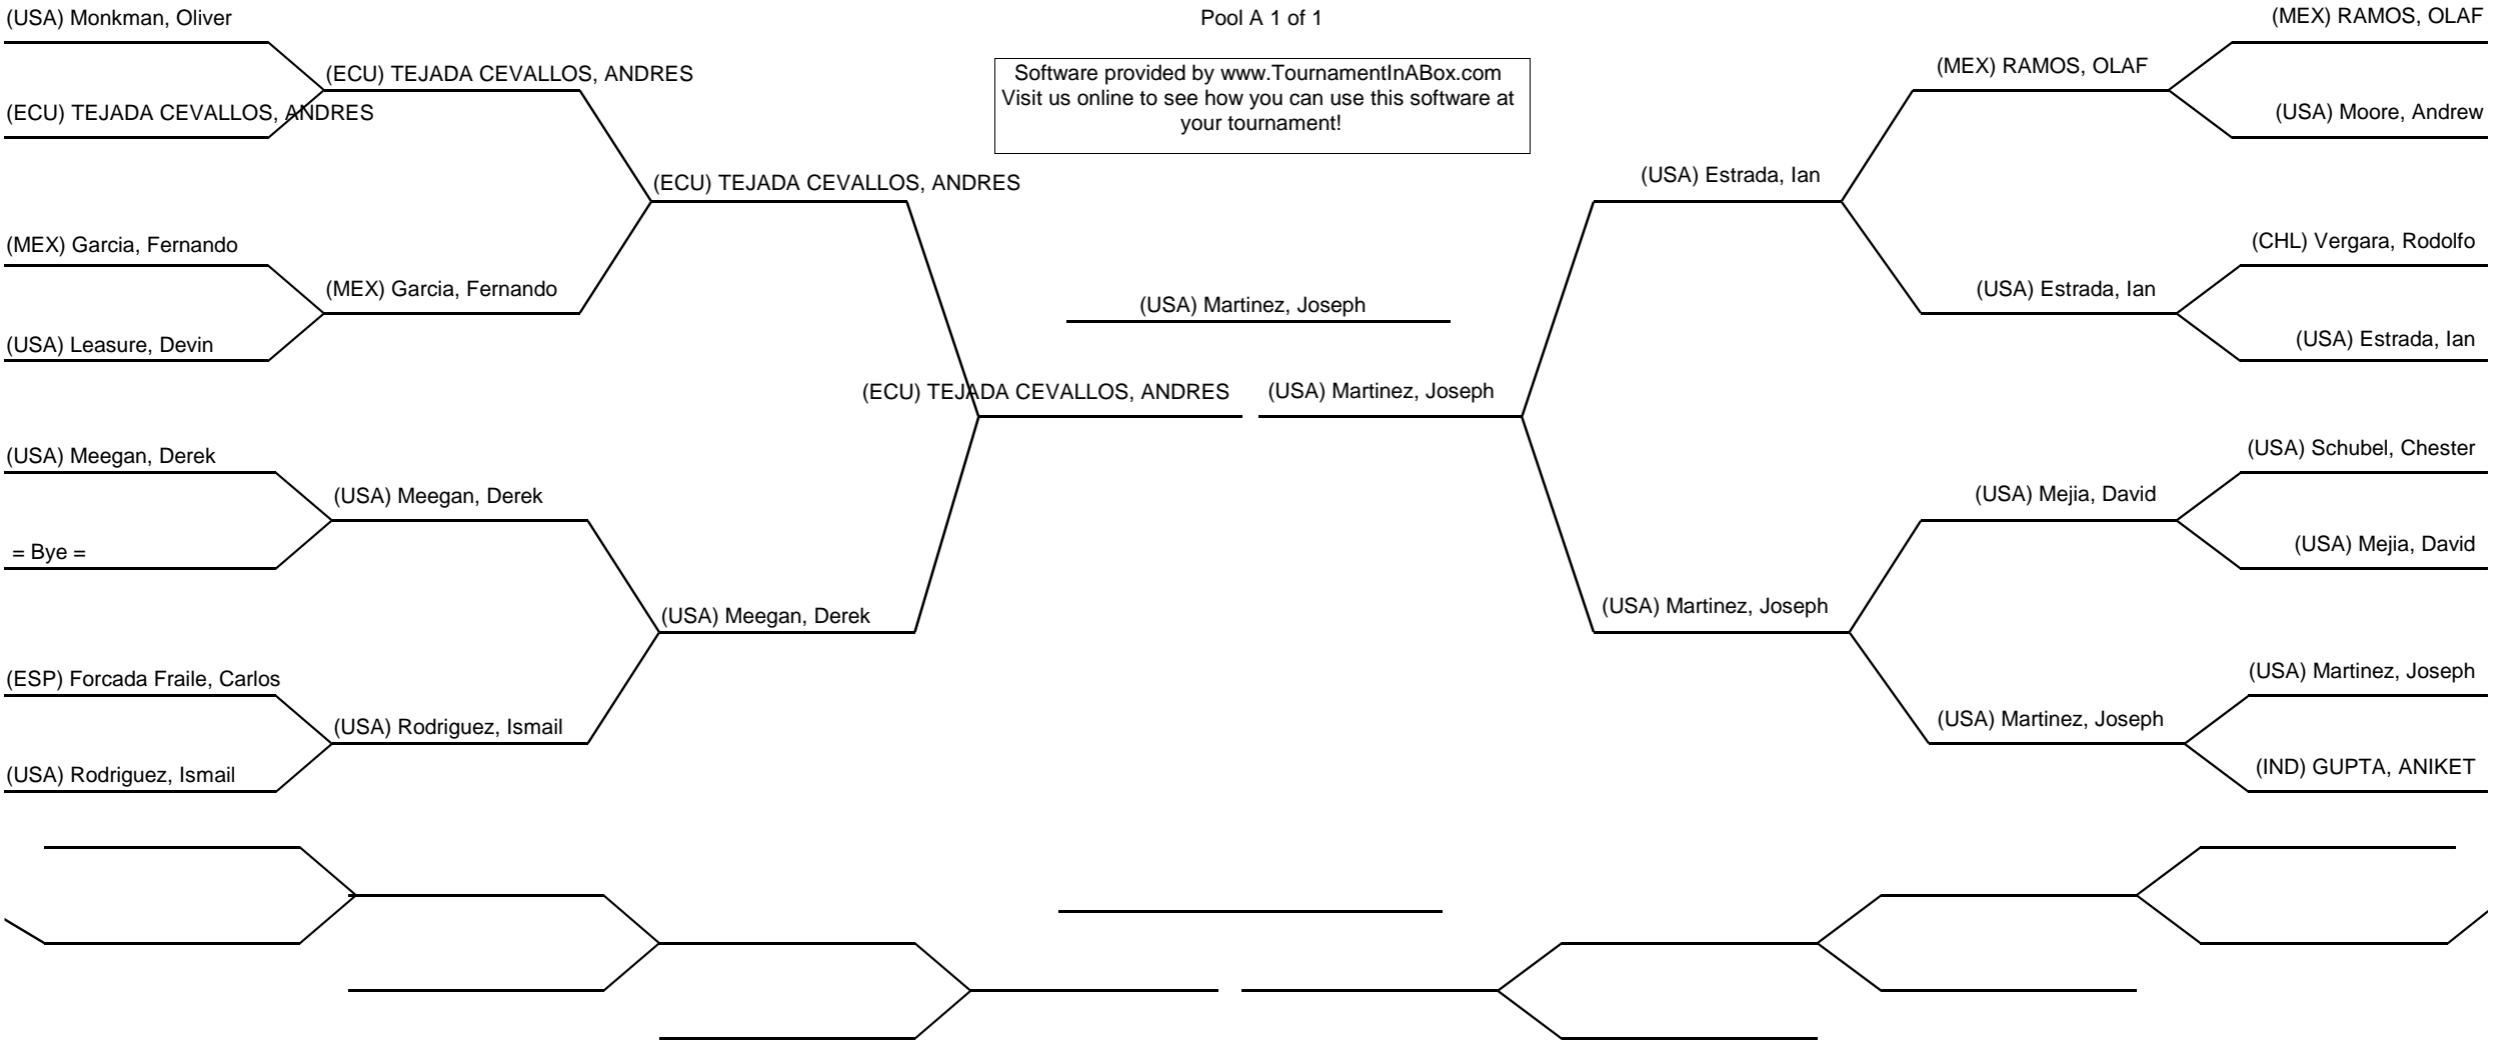 (USA) Monkman, Oliver
Pool A 1 of 1
(MEX) RAMOS, OLAF
(ECU) TEJADA CEVALLOS, ANDRES
Software provided by www.TournamentInABox.com
Visit us online to see how you can use this software at
your tournament!
(MEX) RAMOS, OLAF
(ECU) TEJADA CEVALLOS, ANDRES
(USA) Moore, Andrew
(ECU) TEJADA CEVALLOS, ANDRES
(USA) Estrada, Ian
(MEX) Garcia, Fernando
(CHL) Vergara, Rodolfo
(MEX) Garcia, Fernando
(USA) Martinez, Joseph
(USA) Estrada, Ian
(USA) Leasure, Devin
(USA) Estrada, Ian
(ECU) TEJADA CEVALLOS, ANDRES
(USA) Martinez, Joseph
(USA) Meegan, Derek
(USA) Schubel, Chester
(USA) Meegan, Derek
(USA) Mejia, David
= Bye =
(USA) Mejia, David
(USA) Meegan, Derek
(USA) Martinez, Joseph
(ESP) Forcada Fraile, Carlos
(USA) Martinez, Joseph
(USA) Rodriguez, Ismail
(USA) Martinez, Joseph
(USA) Rodriguez, Ismail
(IND) GUPTA, ANIKET